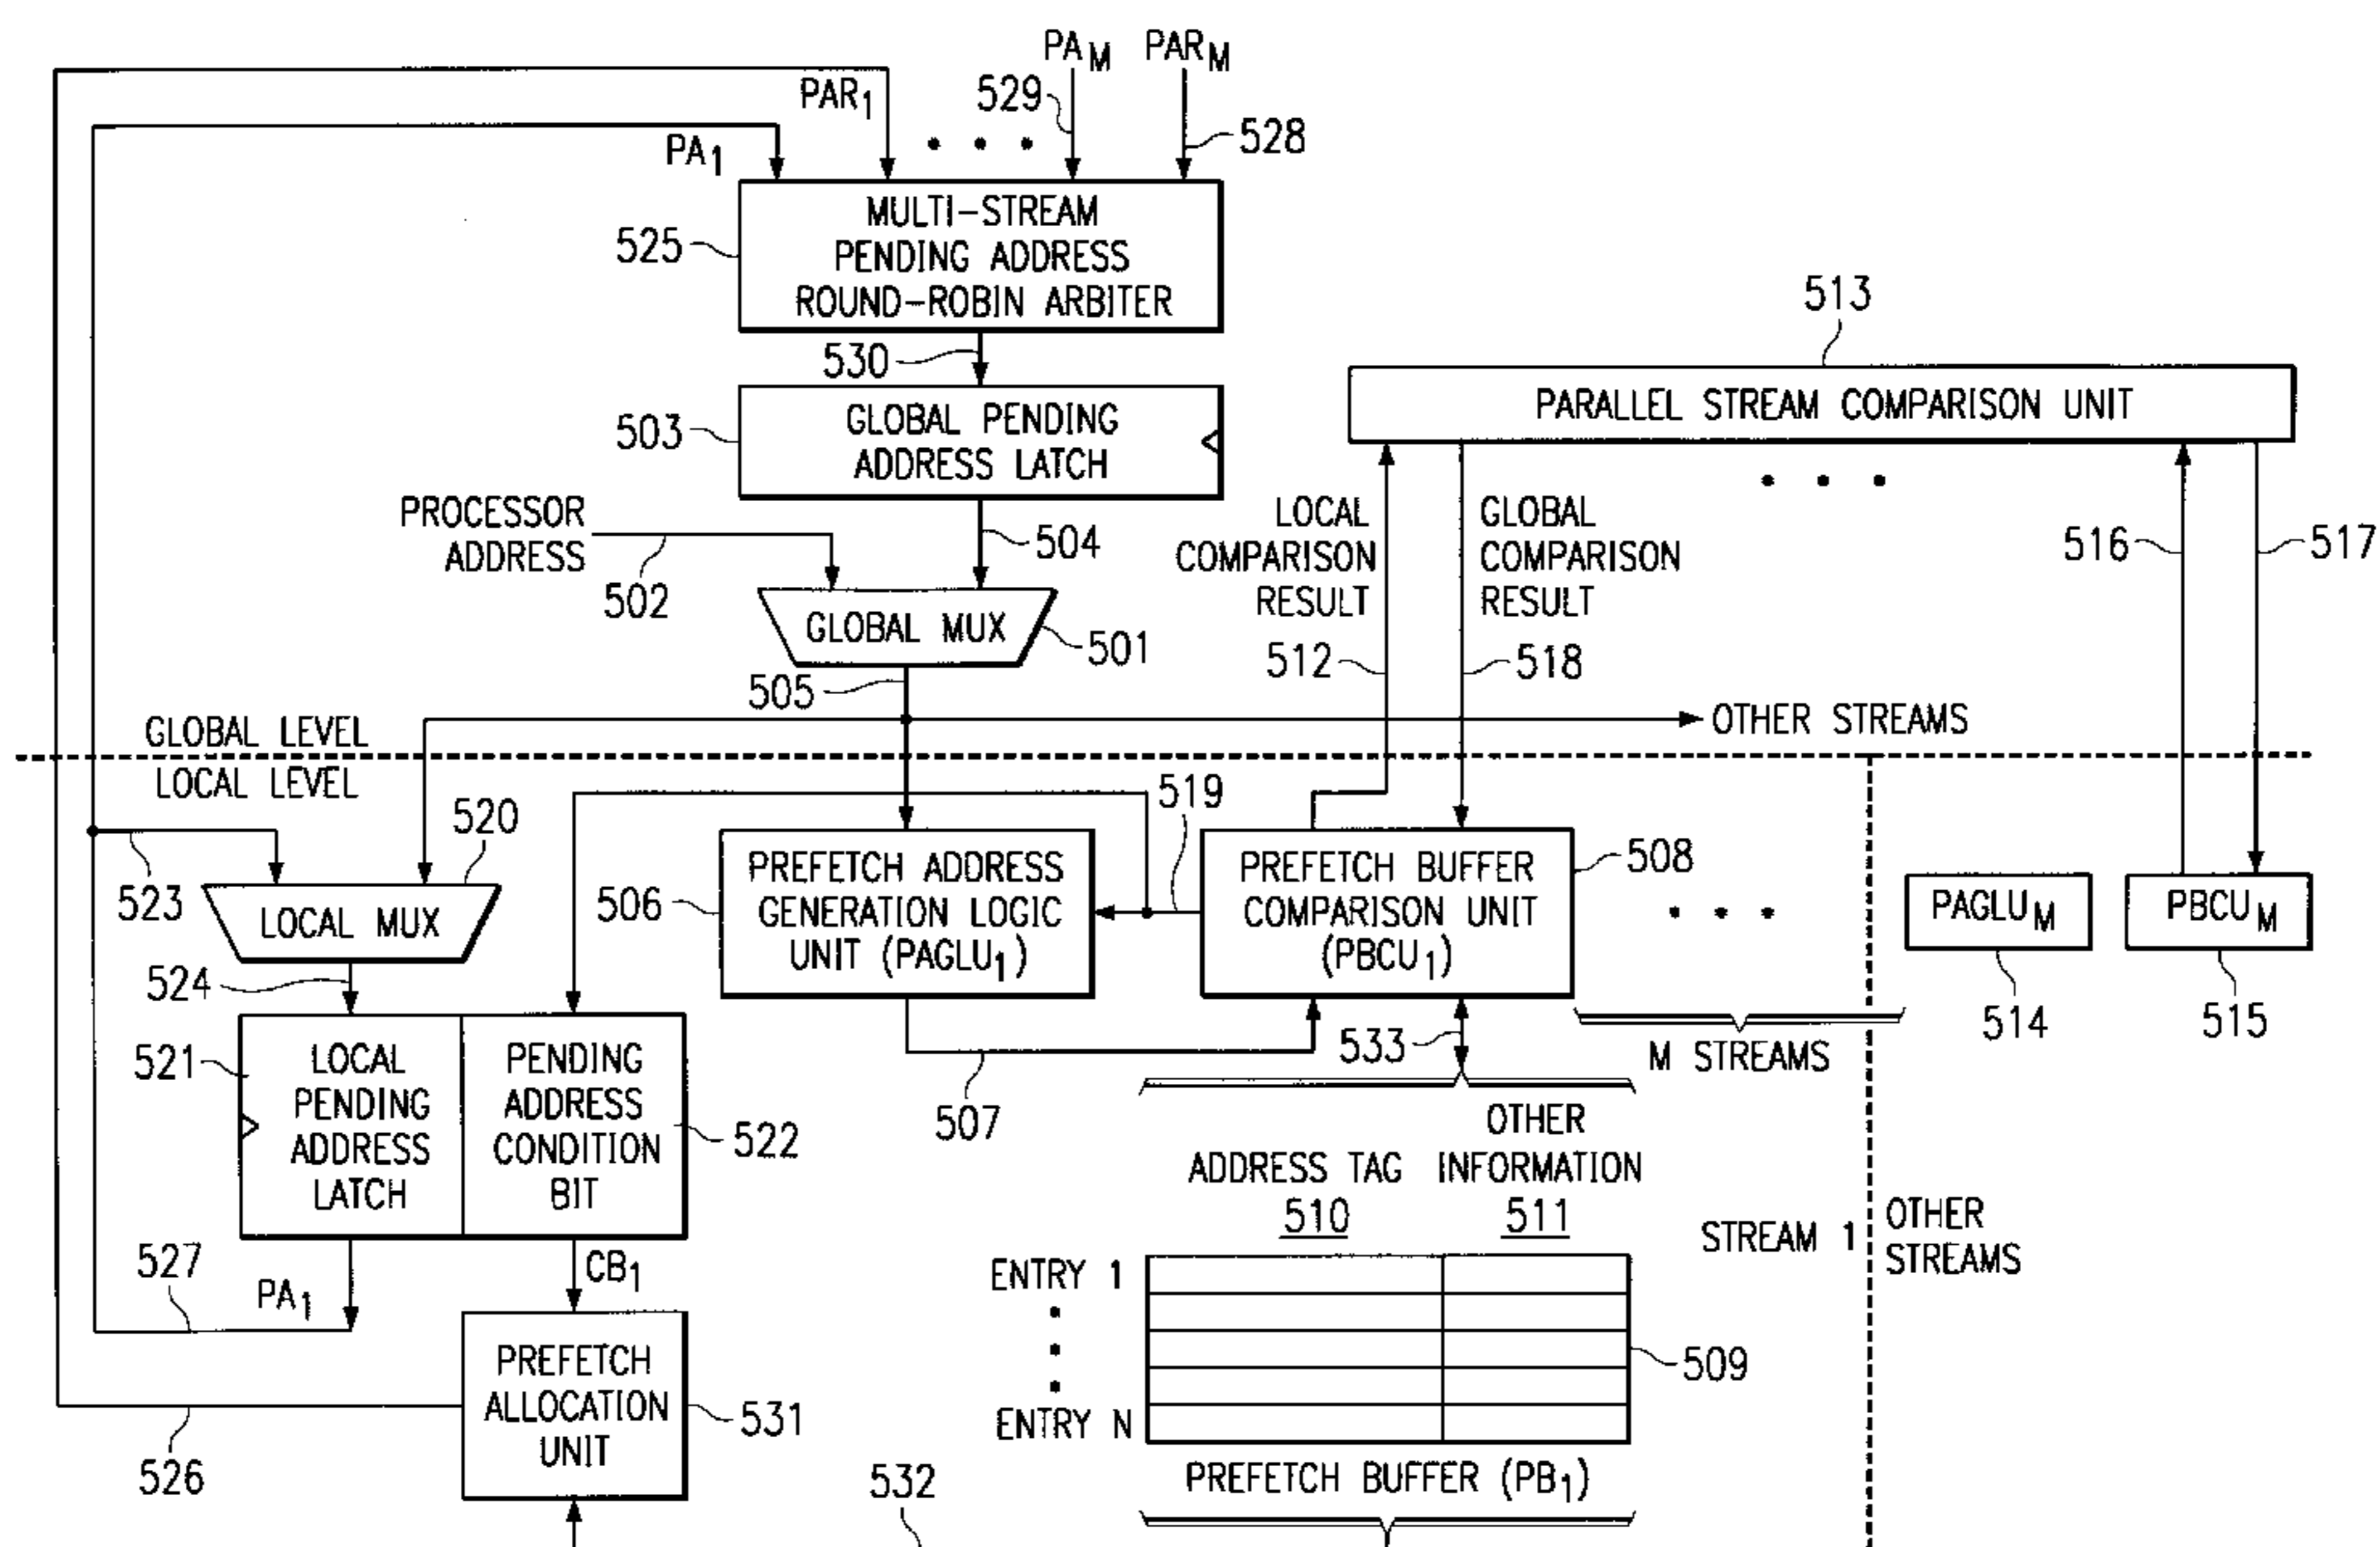 PA M PAR M
529
PAR 1
528
PA 1
MULTI-STREAM
PENDING ADDRESS
ROUND-ROBIN ARBITER
525
530
513
PARALLEL STREAM COMPARISON UNIT
GLOBAL PENDING
ADDRESS LATCH
503
PROCESSOR
ADDRESS
502
504
LOCAL
COMPARISON
RESULT
GLOBAL
COMPARISON
RESULT
516
517
GLOBAL MUX
501
512
518
505
OTHER STREAMS
GLOBAL LEVEL
LOCAL LEVEL
519
520
523
LOCAL MUX
506
PREFETCH ADDRESS
GENERATION LOGIC
UNIT (PAGLU 1)
PREFETCH BUFFER
COMPARISON UNIT
(PBCU 1)
508
PAGLU M
PBCU M
524
514
515
521
LOCAL
PENDING
ADDRESS
LATCH
PENDING
ADDRESS
CONDITION
BIT
522
507
533
M STREAMS
ADDRESS TAG
510
OTHER
INFORMATION
511
STREAM 1
OTHER
STREAMS
527
PA 1
CB 1
ENTRY 1
509
ENTRY N
PREFETCH
ALLOCATION
UNIT
531
526
532
PREFETCH BUFFER (PB 1)